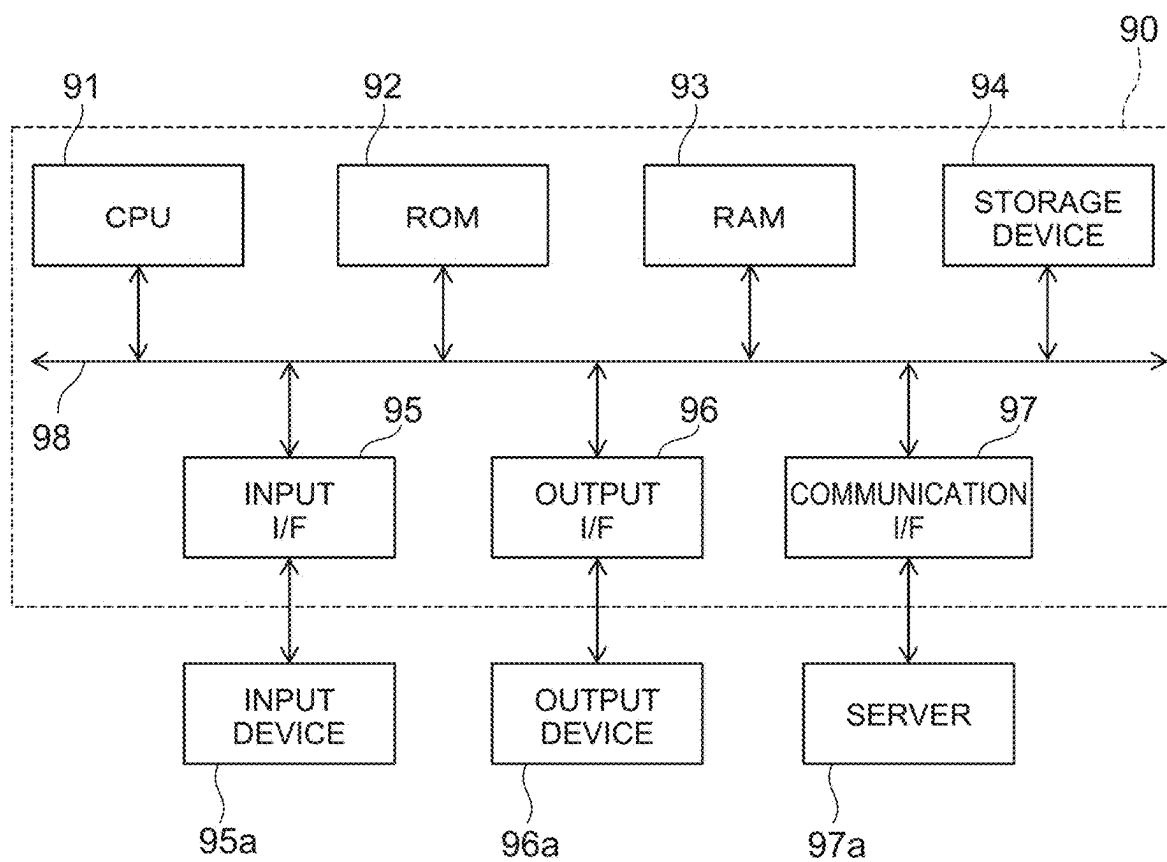 90
91
92
93
94
CPU
ROM
RAM
STORAGE
DEVICE
98
95
96
97
INPUT
I/F
OUTPUT
I/F
COMMUNICATION
I/F
INPUT
DEVICE
OUTPUT
DEVICE
SERVER
95a
96a
97a